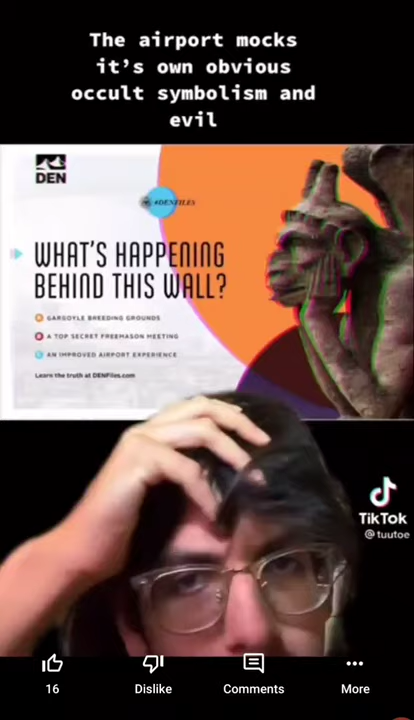 The airport mocks
it's own obvious
occult symbolism and
evil
DEN
#DENFILES
WHAT'S HAPPENING
BEHIND THIS WALL?
GARGOYLE BREEDING GROUNDS
A TOP SECRET FREEMASON MEETING
AN IMPROVED AIRPORT EXPERIENCE
Learn the truth at DENFiles.com
TikTok
@tuutoe
16
Dislike
Comments
More